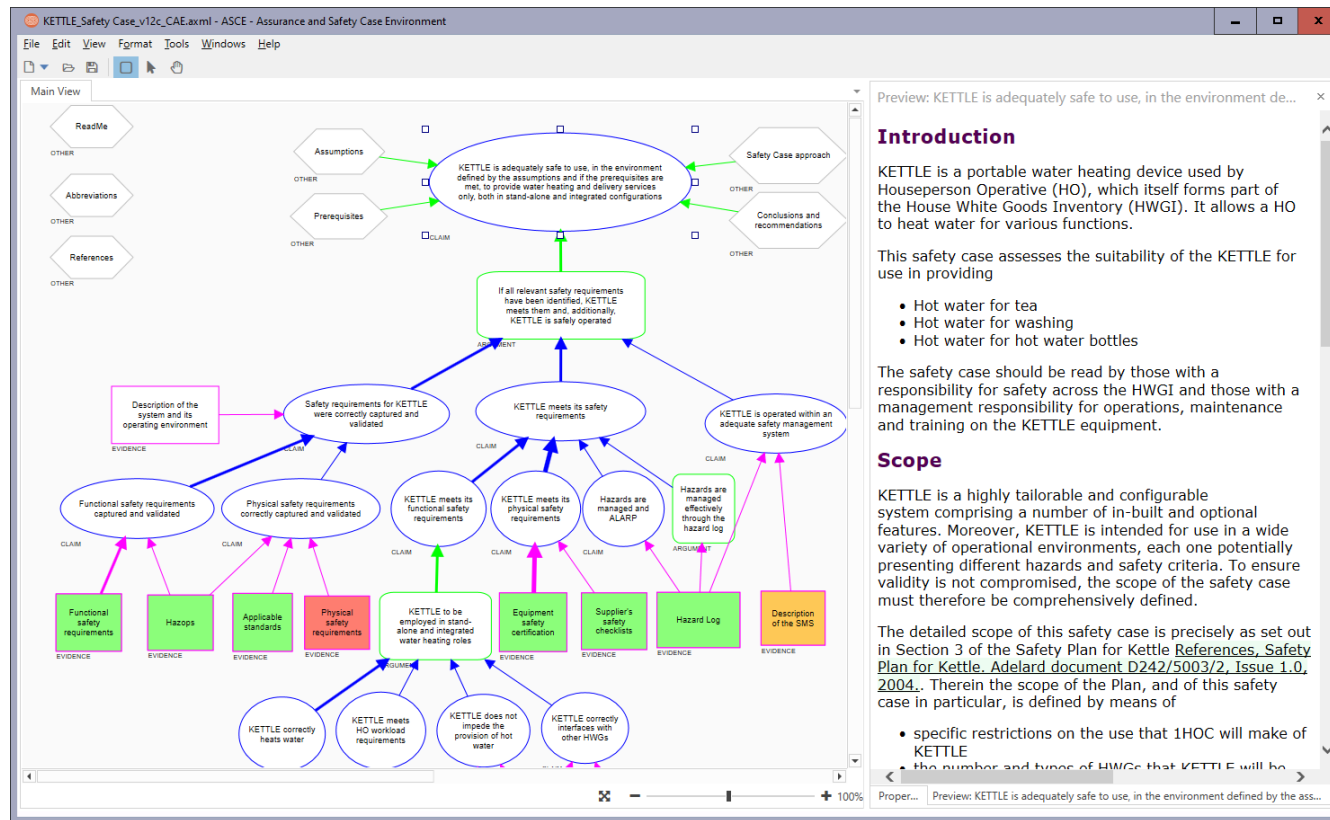 KETTLE_Safety Case_v12c_CAE.axml - ASCE - Assurance and Safety Case Environment
File Edit View Format Tools Windows Help
Main View
ReadMe
OTHER
Abbreviations
OTHER
References
OTHER
Assumptions
OTHER
Prerequisites
OTHER
KETTLE is adequately safe to use, in the environment
defined by the assumptions and if the prerequisites are
met, to provide water heating and delivery services
only, both in stand-alone and integrated configurations
CLAIM
Safety Case approach
OTHER
Conclusions and
recommendations
OTHER
If all relevant safety requirements
have been identified, KETTLE
meets them and, additionally,
KETTLE is safely operated
ARGUMENT
Description of the
system and its
operating environment
EVIDENCE
Safety requirements for KETTLE
were correctly captured and
validated
CLAIM
KETTLE meets its safety
requirements
CLAIM
KETTLE is operated within an
adequate safety management
system
CLAIM
Functional safety requirements
captured and validated
CLAIM
Physical safety requirements
correctly captured and validated
CLAIM
KETTLE meets its
functional safety
requirements
CLAIM
KETTLE meets its
physical safety
requirements
CLAIM
Hazards are
managed and
ALARP
CLAIM
Hazards are
managed
effectively
through the
hazard log
ARGUMENT
Functional
safety
requirements
EVIDENCE
Hazops
EVIDENCE
Applicable
standards
EVIDENCE
Physical
safety
requirements
EVIDENCE
KETTLE to be
employed in stand-
alone and integrated
water heating roles
ARGUMENT
Equipment
safety
certification
EVIDENCE
Supplier's
safety
checklists
EVIDENCE
Hazard Log
EVIDENCE
Description
of the SMS
EVIDENCE
KETTLE correctly
heats water
KETTLE meets
HO workload
requirements
KETTLE does not
impede the
provision of hot
water
KETTLE correctly
interfaces with
other HWGs
100%
Preview: KETTLE is adequately safe to use, in the environment de...
Introduction
KETTLE is a portable water heating device used by
Houseperson Operative (HO), which itself forms part of
the House White Goods Inventory (HWGI). It allows a HO
to heat water for various functions.
This safety case assesses the suitability of the KETTLE for
use in providing
• Hot water for tea
• Hot water for washing
• Hot water for hot water bottles
The safety case should be read by those with a
responsibility for safety across the HWGI and those with a
management responsibility for operations, maintenance
and training on the KETTLE equipment.
Scope
KETTLE is a highly tailorable and configurable
system comprising a number of in-built and optional
features. Moreover, KETTLE is intended for use in a wide
variety of operational environments, each one potentially
presenting different hazards and safety criteria. To ensure
validity is not compromised, the scope of the safety case
must therefore be comprehensively defined.
The detailed scope of this safety case is precisely as set out
in Section 3 of the Safety Plan for Kettle References, Safety
Plan for Kettle. Adelard document D242/5003/2, Issue 1.0,
2004.. Therein the scope of the Plan, and of this safety
case in particular, is defined by means of
• specific restrictions on the use that 1HOC will make of
KETTLE
• the number and types of HWGs that KETTLE will be
Proper...
Preview: KETTLE is adequately safe to use, in the environment defined by the ass...